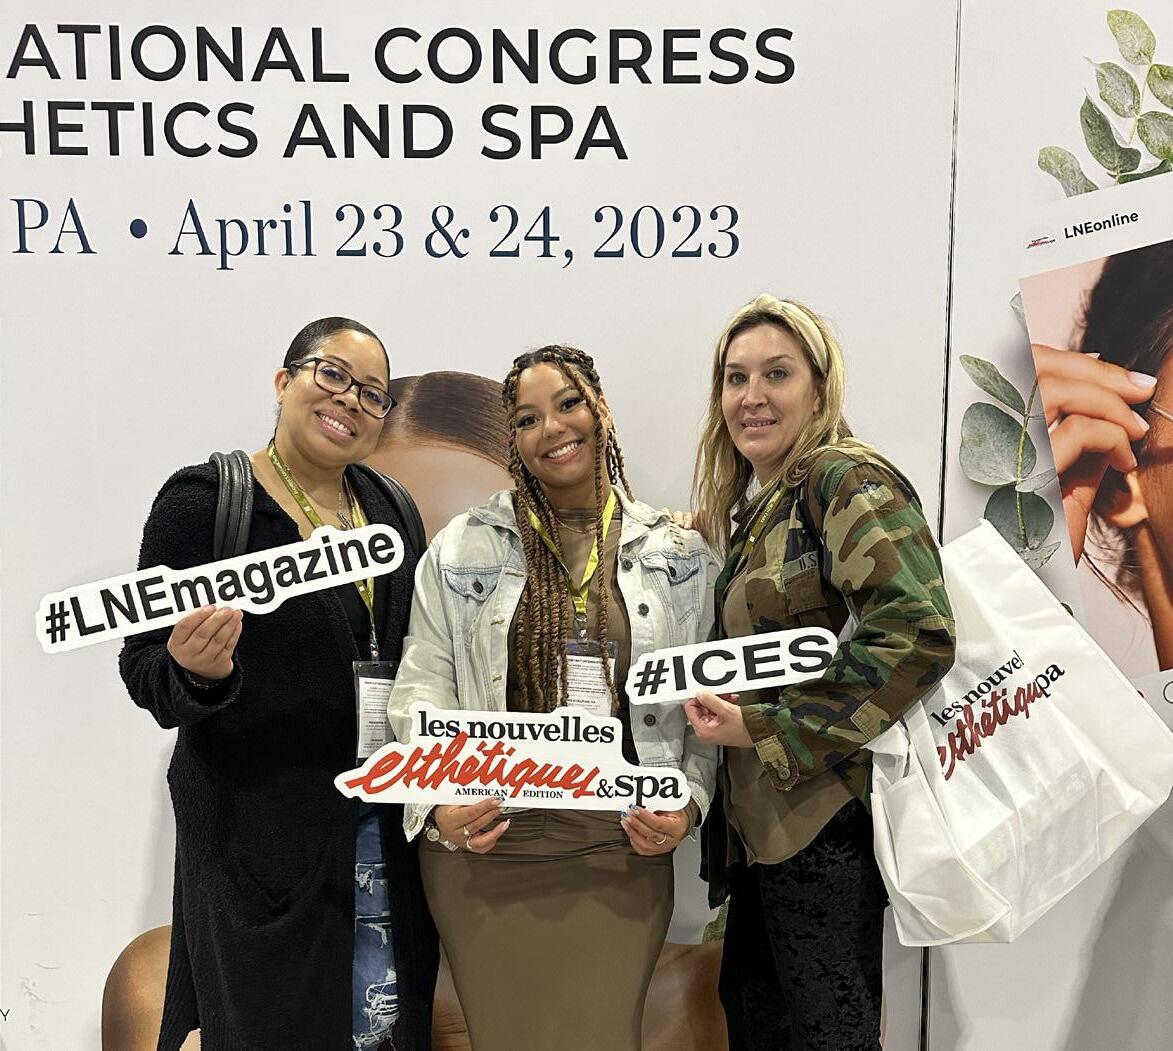 ATIONAL CONGRESS
HETICS AND SPA
PA • April 23 & 24, 2023
LNEonline
#LNEmagazine
#ICES
les nouvelles
esthétiques &spa
AMERICAN EDITION
U.S
les nouvel
esthétiqu pa
Y